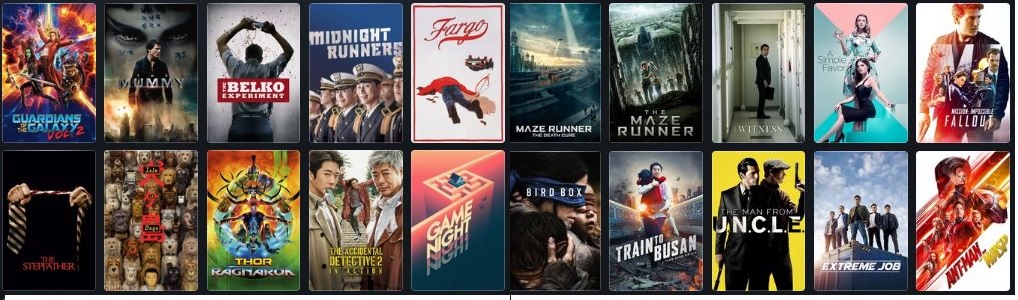 GUARDIANS
OF THE
GALAXY
VOL. 2
THE
MUMMY
THE
BELKO
EXPERIMENT
MIDNIGHT
RUNNERS
Fargo
MAZE RUNNER
THE DEATH CURE
THE
MAZE
RUNNER
WITNESS
A
Simple
Favor
MISSION: IMPOSSIBLE
FALLOUT
THE
STEPFATHER
Isle
of
Dogs
THOR
RAGNAROK
THE ACCIDENTAL
DETECTIVE 2
IN ACTION
GAME
NIGHT
BIRD BOX
TRAIN TO
BUSAN
THE MAN FROM
U.N.C.L.E.
EXTREME JOB
ANT-MAN
AND THE
WASP